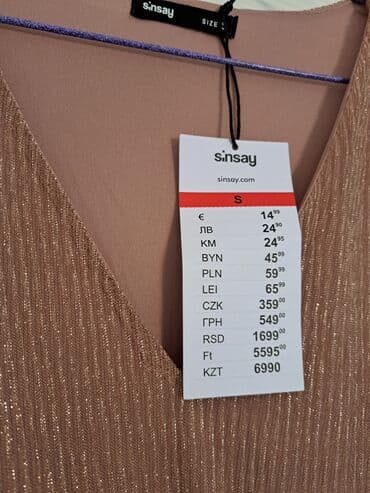 sinsay
SIZE
sinsay
sinsay.com
S
€ 14⁹⁹
ЛВ 24⁹⁰
KM 24⁹⁵
BYN 45⁹⁹
PLN 59⁹⁹
LEI 65⁹⁹
CZK 359⁰⁰
ГРН 549⁰⁰
RSD 1699⁰⁰
Ft 5595⁰⁰
KZT 6990